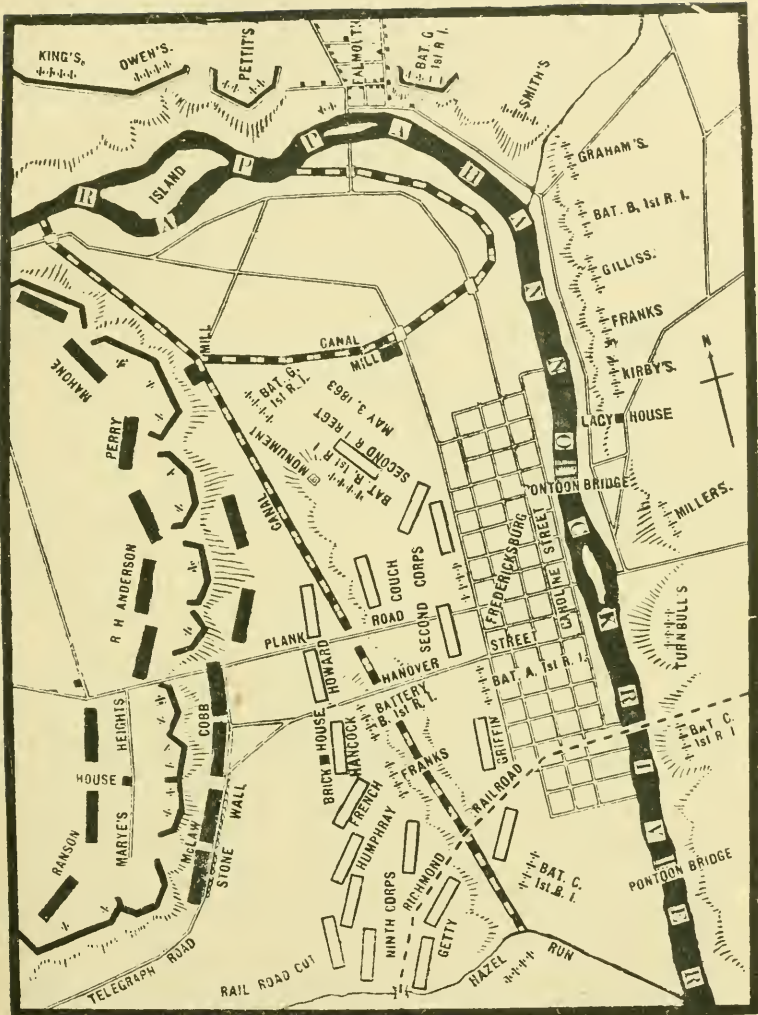 KING'S.
OWEN'S.
PETTIT'S
FALMOUTH
BAT. G
1st R. I.
SMITH'S
GRAHAM'S.
BAT. B, 1st R. I.
GILLISS.
FRANKS
KIRBY'S.
N
LACY HOUSE
ISLAND
RAPPAHANNOCK RIVER
MILL
CANAL
MILL
BAT. G.
1st R. I.
MAY 3, 1863
SECOND R I REGT
MONUMENT
CANAL
MAHONE
PERRY
R H ANDERSON
PONTOON BRIDGE
MILLERS.
FREDERICKSBURG
CAROLINE STREET
TURNBULL'S
COUCH
SECOND CORPS
PLANK ROAD
HANOVER STREET
HOWARD
BAT. A, 1st R. I.
BATTERY
B. 1st R. I.
BAT. C.
1st R. I
BRICK HOUSE
HANCOCK
FRANKS
GRIFFIN
FRENCH
HUMPHRAY
RICHMOND RAILROAD
COBB
McLAW
STONE WALL
HEIGHTS
HOUSE
MARYE'S
RANSON
BAT. C.
1st R. I.
PONTOON BRIDGE
NINTH CORPS
GETTY
RAIL ROAD CUT
HAZEL RUN
TELEGRAPH ROAD